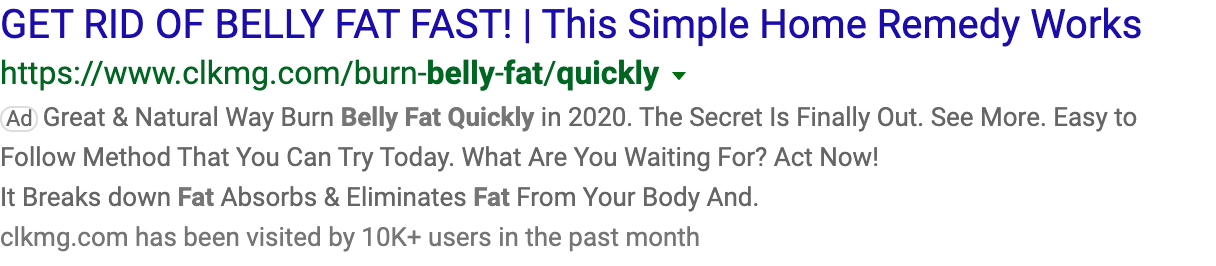 GET RID OF BELLY FAT FAST! | This Simple Home Remedy Works
https://www.clkmg.com/burn-belly-fat/quickly
Ad Great & Natural Way Burn Belly Fat Quickly in 2020. The Secret Is Finally Out. See More. Easy to
Follow Method That You Can Try Today. What Are You Waiting For? Act Now!
It Breaks down Fat Absorbs & Eliminates Fat From Your Body And.
clkmg.com has been visited by 10K+ users in the past month